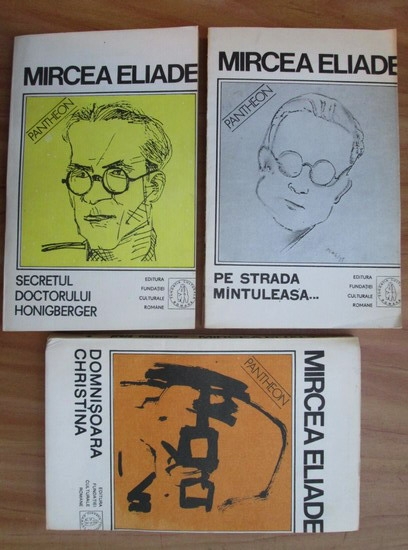 MIRCEA ELIADE
PANTHEON
SECRETUL
DOCTORULUI
HONIGBERGER
EDITURA
FUNDAȚIEI
CULTURALE
ROMÂNE
MIRCEA ELIADE
PANTHEON
PE STRADA
MÎNTULEASA...
EDITURA
FUNDAȚIEI
CULTURALE
ROMÂNE
MIRCEA ELIADE
PANTHEON
DOMNIȘOARA
CHRISTINA
EDITURA
FUNDAȚIEI
CULTURALE
ROMÂNE